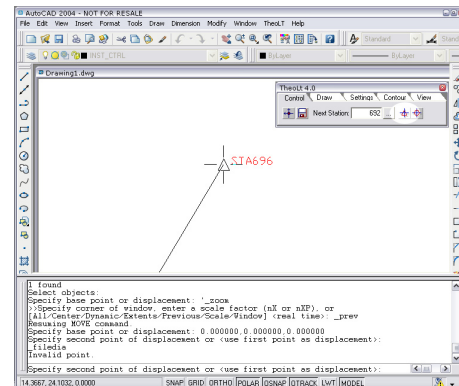 AutoCAD 2004 - NOT FOR RESALE
File Edit View Insert Format Tools Draw Dimension Modify Window TheoLT Help
Standard
Stand
INST_CTRL
ByLayer
ByLayer
Drawing1.dwg
TheoLt 4.0
Control Draw Settings Contour View
Next Station: 692 ...
STA696
1 found
Select objects:
Specify base point or displacement: '_zoom
>>Specify corner of window, enter a scale factor (nX or nXP), or
[All/Center/Dynamic/Extents/Previous/Scale/Window] <real time>: _prev
Resuming MOVE command.
Specify base point or displacement: 0.000000,0.000000,0.000000
Specify second point of displacement or <use first point as displacement>:
_filedia
Invalid point.
Specify second point of displacement or <use first point as displacement>:
14.3667, 24.1032, 0.0000 SNAP GRID ORTHO POLAR OSNAP OTRACK LWT MODEL